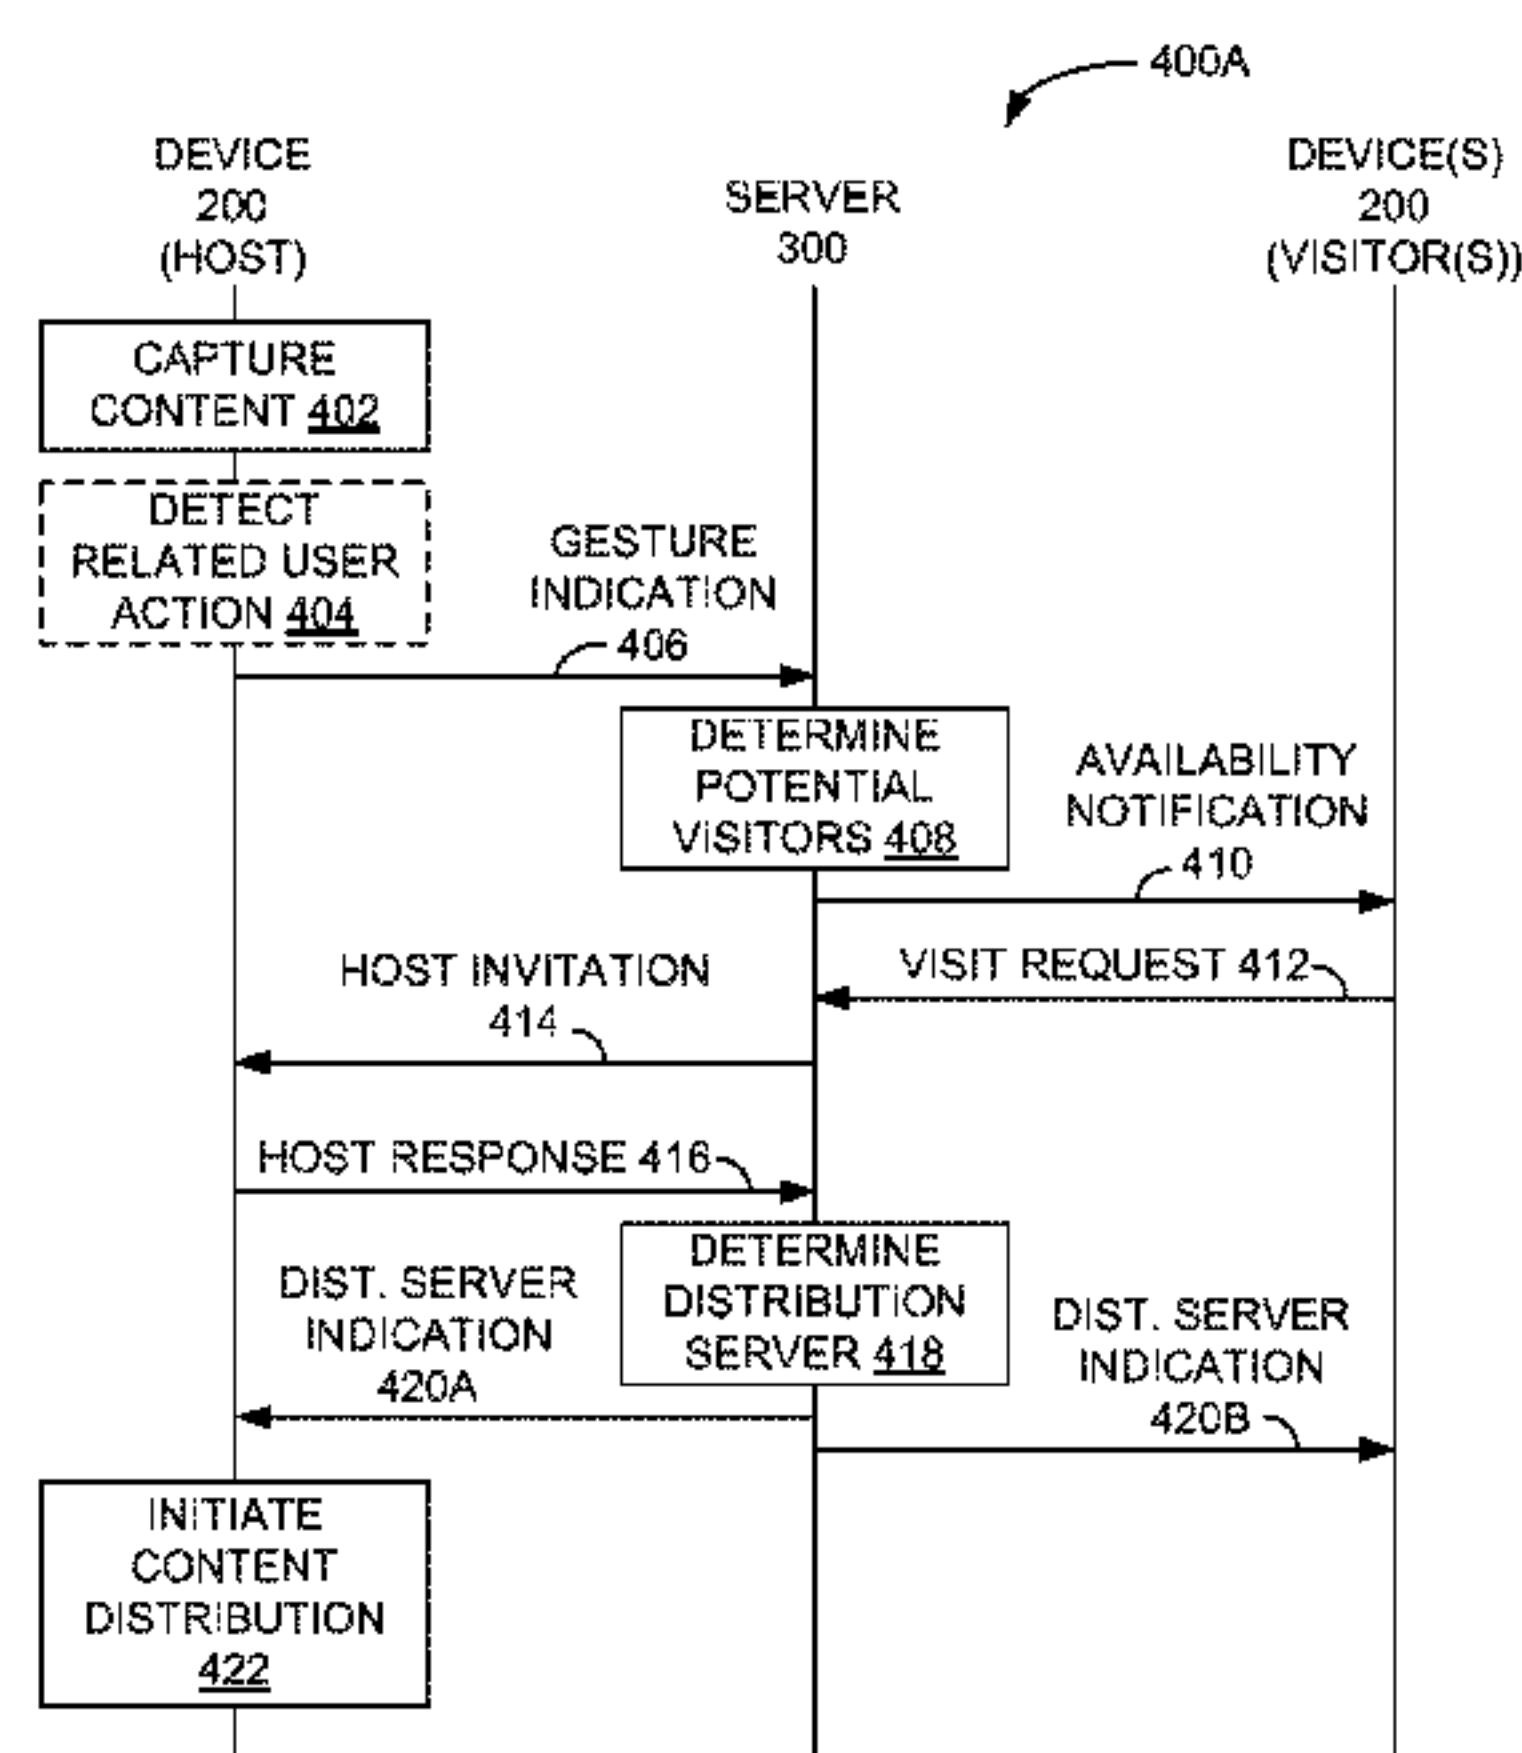 400A
DEVICE
200
(HOST)
SERVER
300
DEVICE(S)
200
(VISITOR(S))
CAPTURE
CONTENT 402
DETECT
RELATED USER
ACTION 404
GESTURE
INDICATION
406
DETERMINE
POTENTIAL
VISITORS 408
AVAILABILITY
NOTIFICATION
410
VISIT REQUEST 412
HOST INVITATION
414
HOST RESPONSE 416
DETERMINE
DISTRIBUTION
SERVER 418
DIST. SERVER
INDICATION
420A
DIST. SERVER
INDICATION
420B
INITIATE
CONTENT
DISTRIBUTION
422